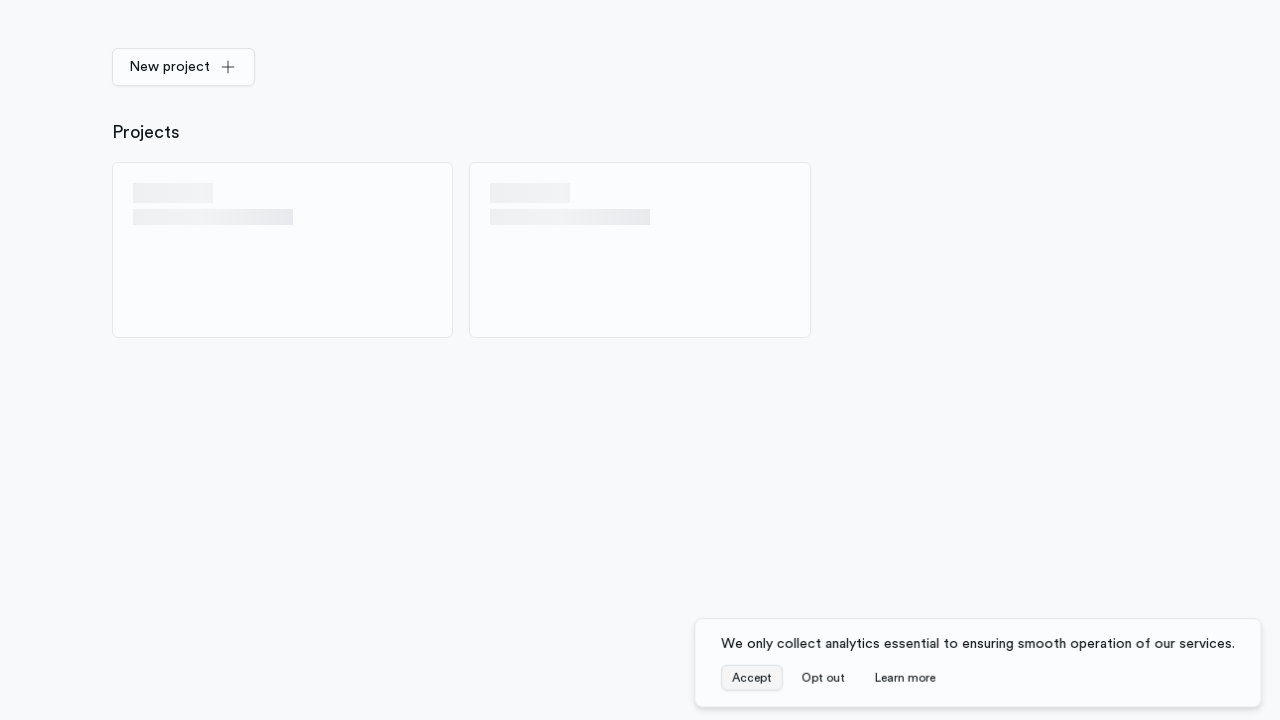 New project
Projects
We only collect analytics essential to ensuring smooth operation of our services.
Accept Opt out Learn more